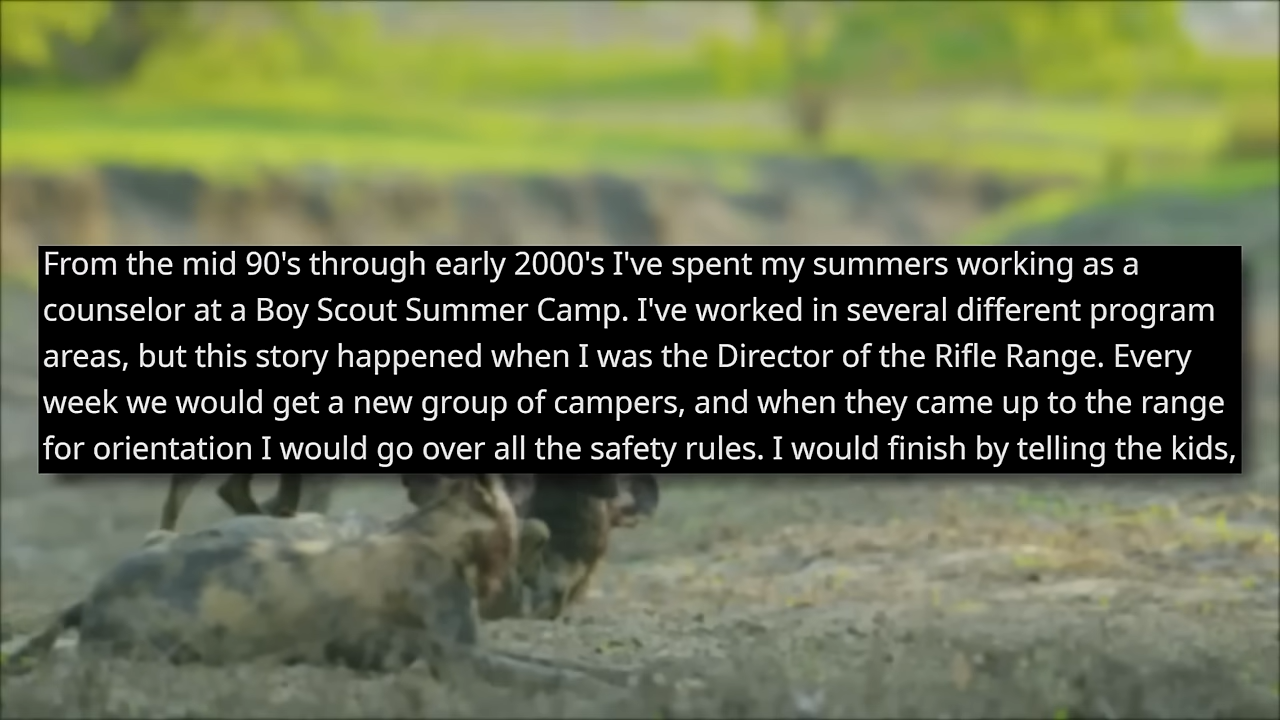 From the mid 90's through early 2000's I've spent my summers working as a
counselor at a Boy Scout Summer Camp. I've worked in several different program
areas, but this story happened when I was the Director of the Rifle Range. Every
week we would get a new group of campers, and when they came up to the range
for orientation I would go over all the safety rules. I would finish by telling the kids,